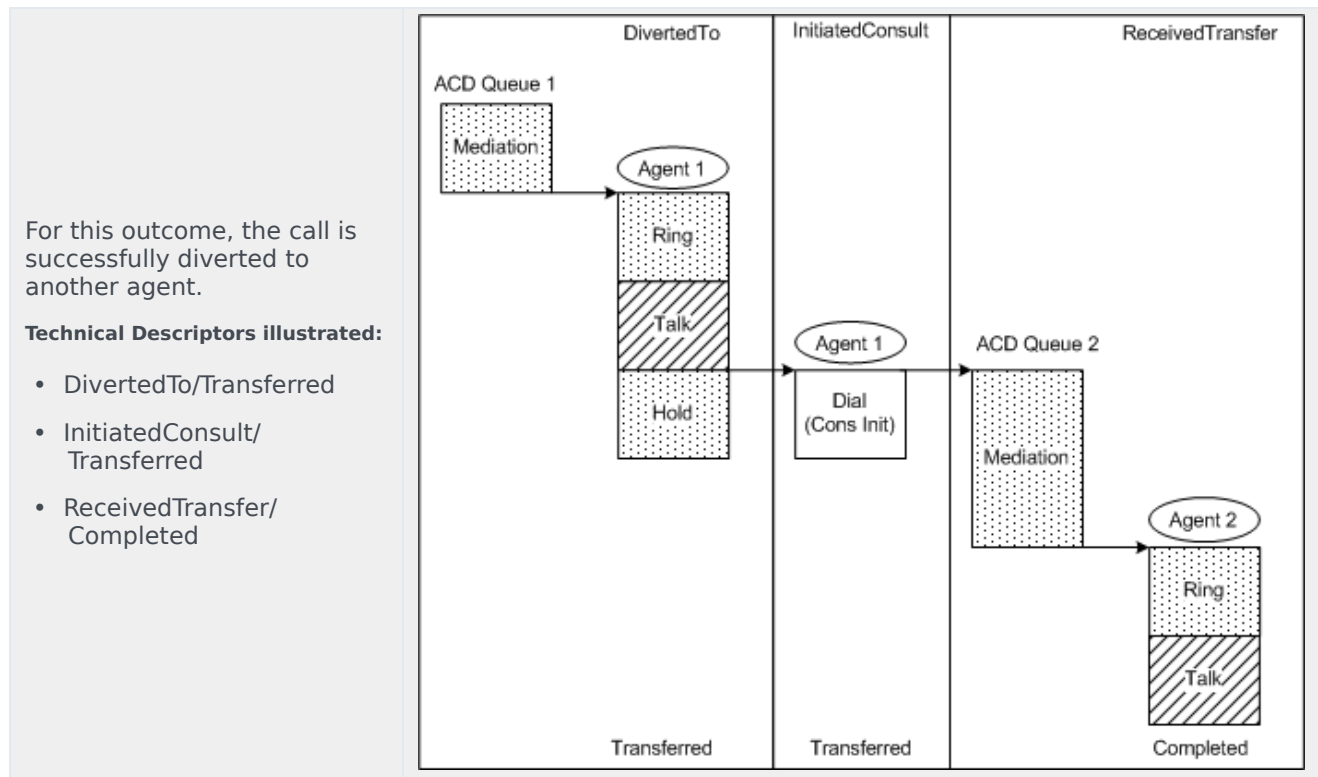 For this outcome, the call is
successfully diverted to
another agent.
Technical Descriptors illustrated:
• DivertedTo/Transferred
• InitiatedConsult/
Transferred
• ReceivedTransfer/
Completed
DivertedTo
InitiatedConsult
ReceivedTransfer
ACD Queue 1
Mediation
Agent 1
Ring
Talk
Hold
Agent 1
Dial
(Cons Init)
ACD Queue 2
Mediation
Agent 2
Ring
Talk
Transferred
Transferred
Completed